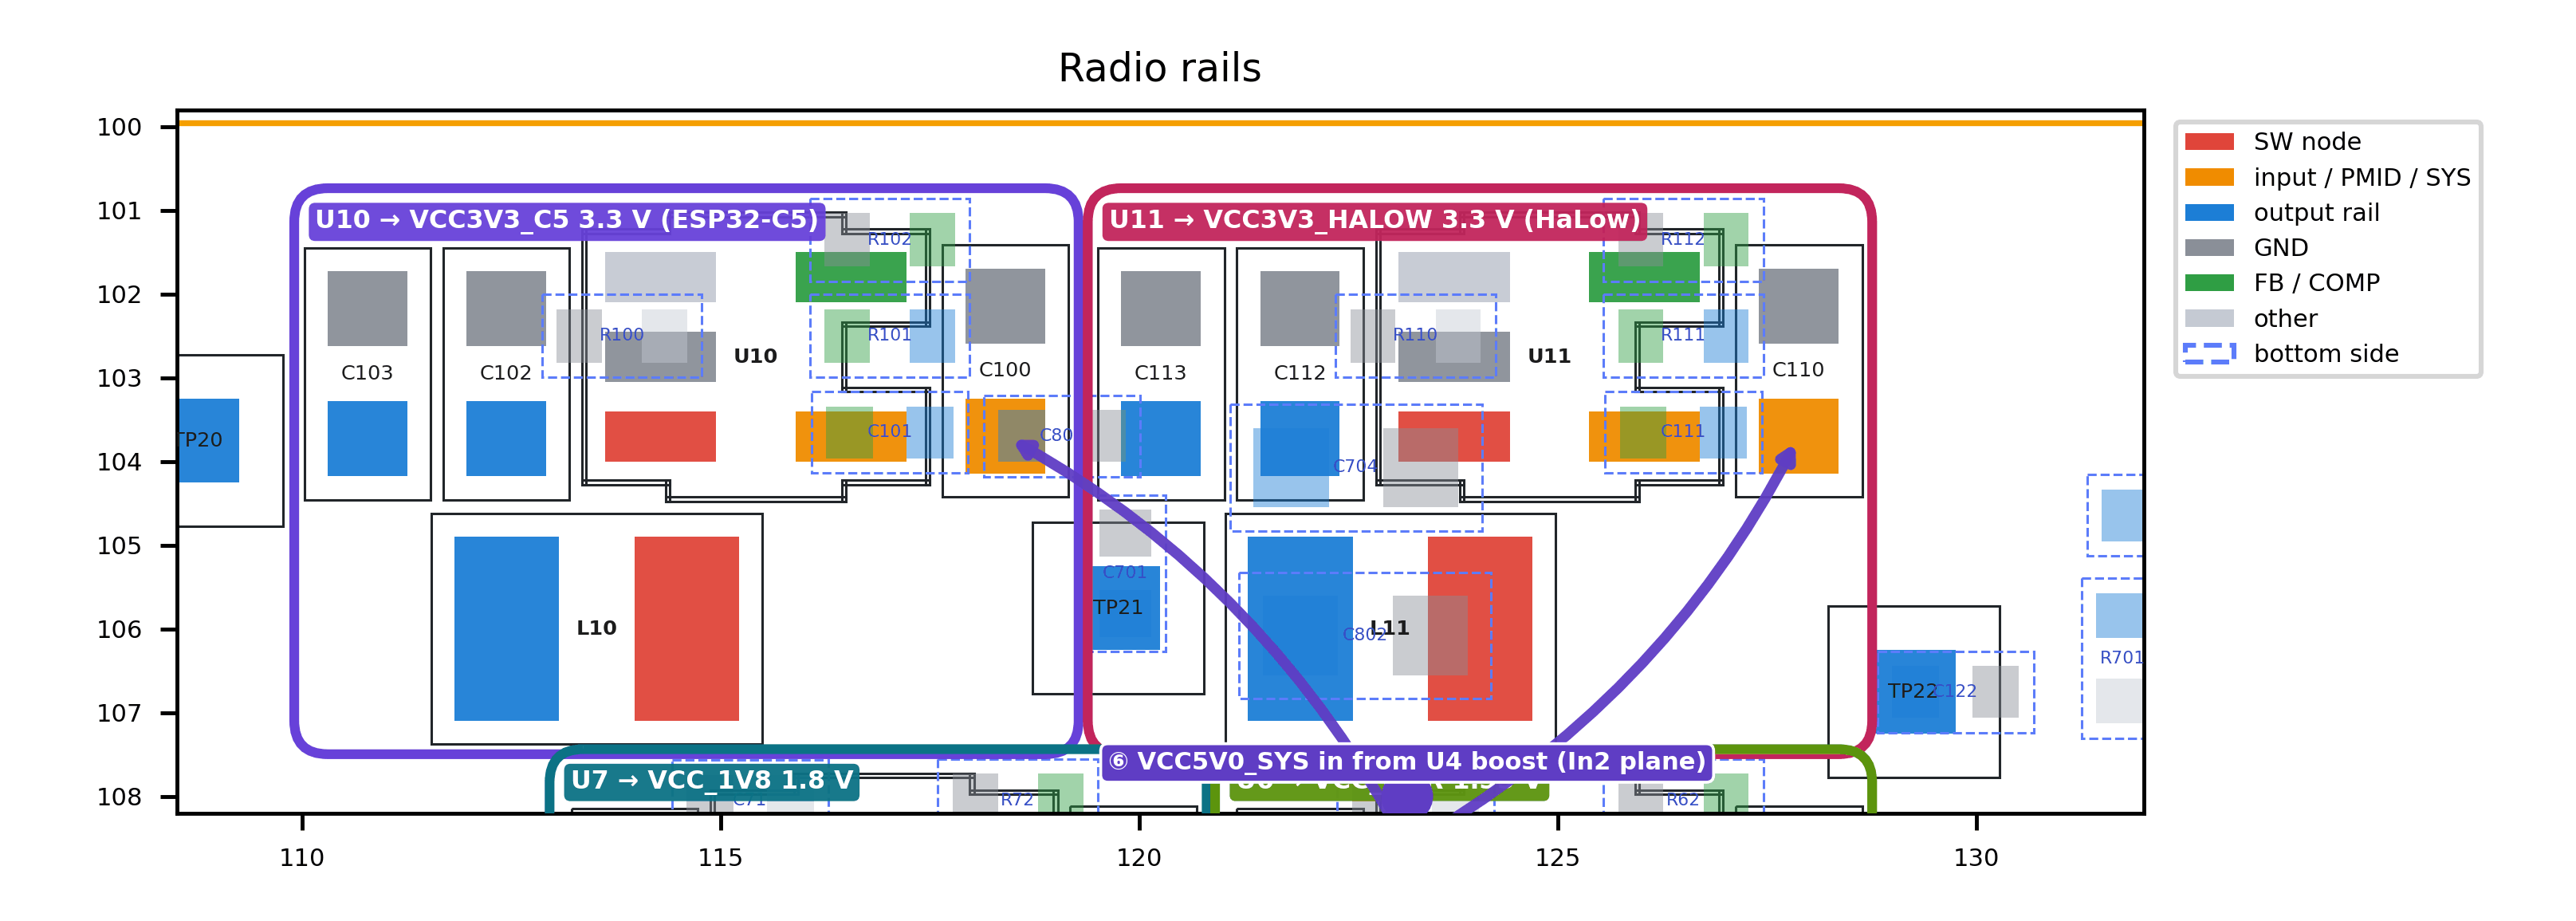 Radio rails
100
101
102
103
104
105
106
107
108
110
115
120
125
130
SW node
input / PMID / SYS
output rail
GND
FB / COMP
other
bottom side
U10 → VCC3V3_C5 3.3 V (ESP32-C5)
U11 → VCC3V3_HALOW 3.3 V (HaLow)
R102
R112
R100
R101
R110
R111
U10
U11
C103
C102
C100
C113
C112
C110
TP20
C101
C80
C111
C704
C701
TP21
L10
L11
C802
R701
TP22
C122
⑥ VCC5V0_SYS in from U4 boost (In2 plane)
U7 → VCC_1V8 1.8 V
C71
R72
R62